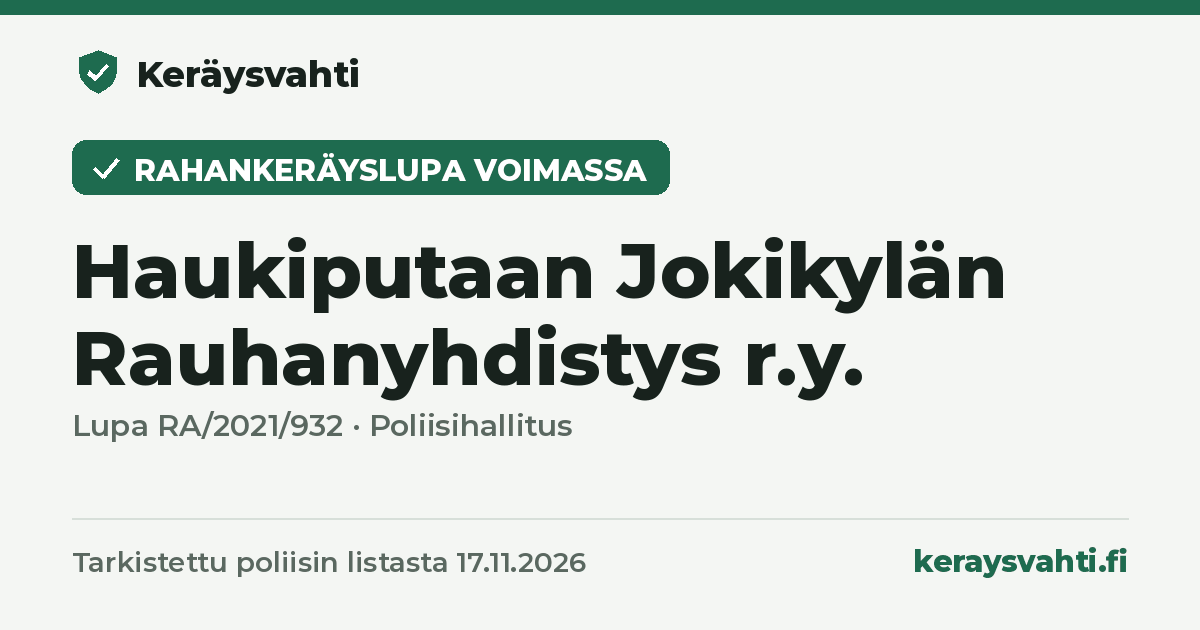 Keräysvahti
RAHANKERÄYSLUPA VOIMASSA
Haukiputaan Jokikylän
Rauhanyhdistys r.y.
Lupa RA/2021/932 · Poliisihallitus
Tarkistettu poliisin listasta 17.11.2026
keraysvahti.fi